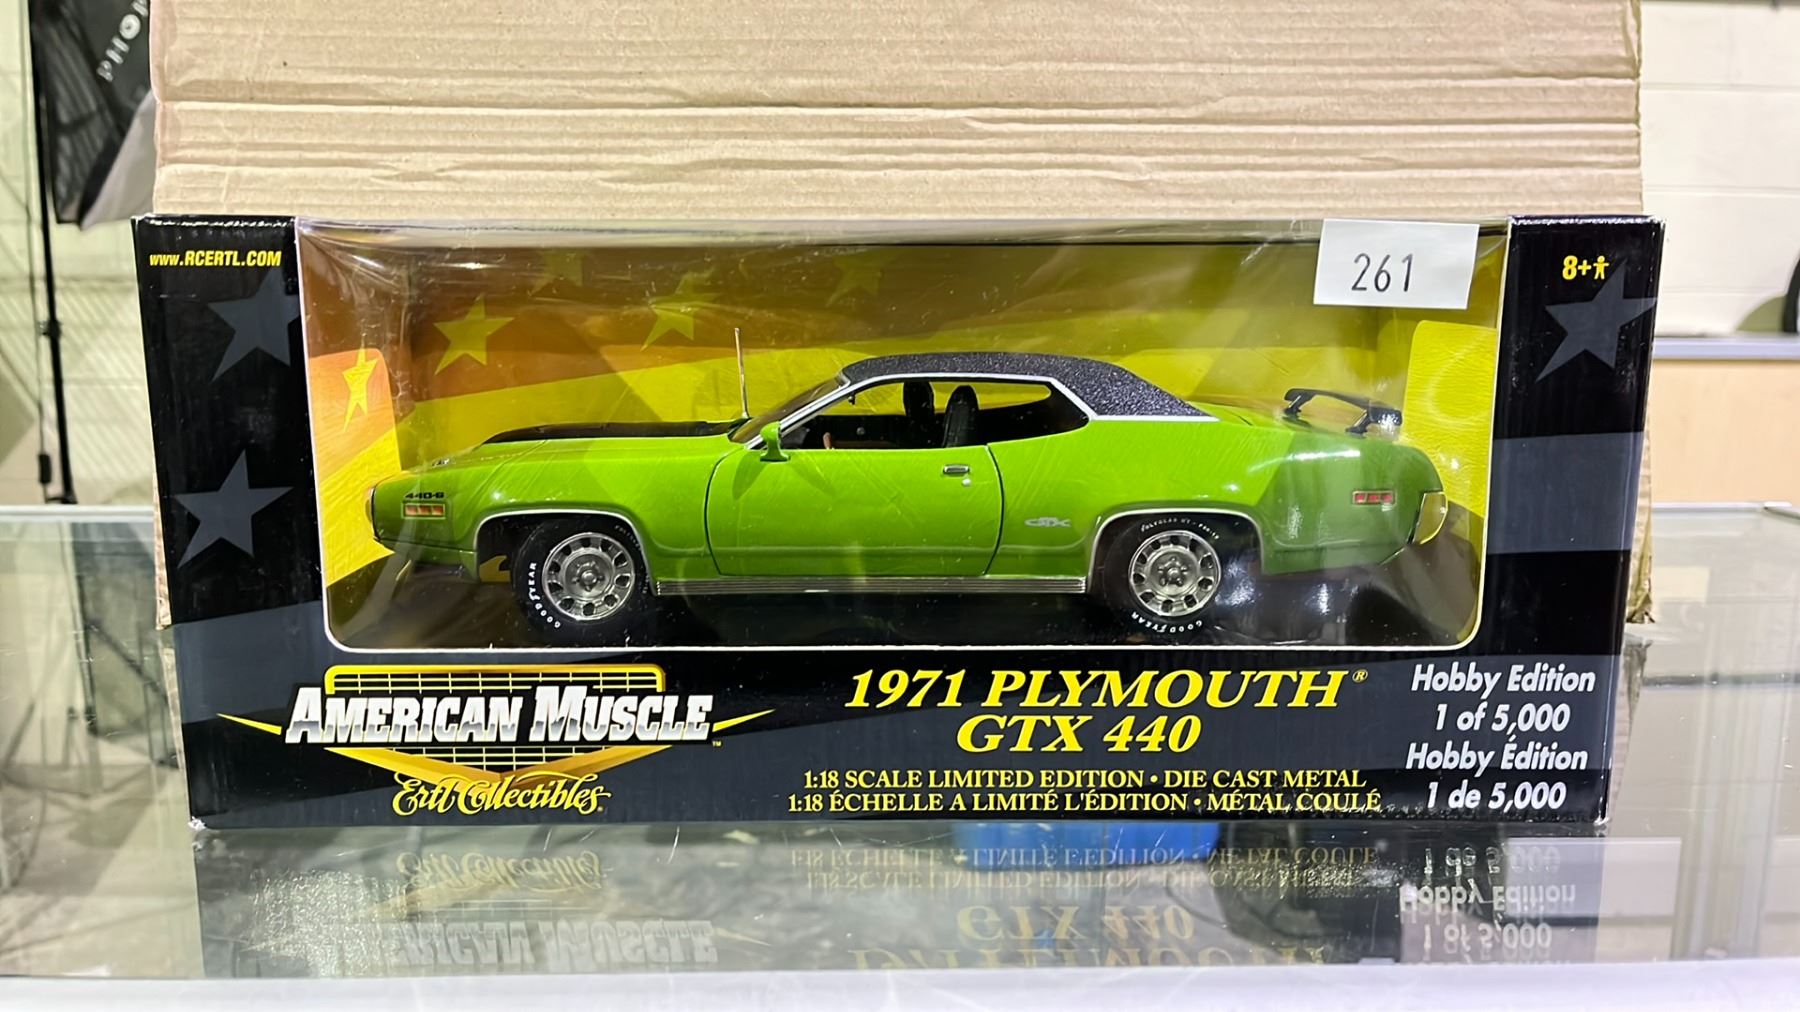 www.RCERTL.COM
261
8+
440-6
GTX
GOODYEAR
GOODYEAR
AMERICAN MUSCLE™
Ertl Collectibles®
1971 PLYMOUTH®
GTX 440
1:18 SCALE LIMITED EDITION • DIE CAST METAL
1:18 ÉCHELLE A LIMITÉ L'ÉDITION • MÉTAL COULÉ
Hobby Edition
1 of 5,000
Hobby Édition
1 de 5,000